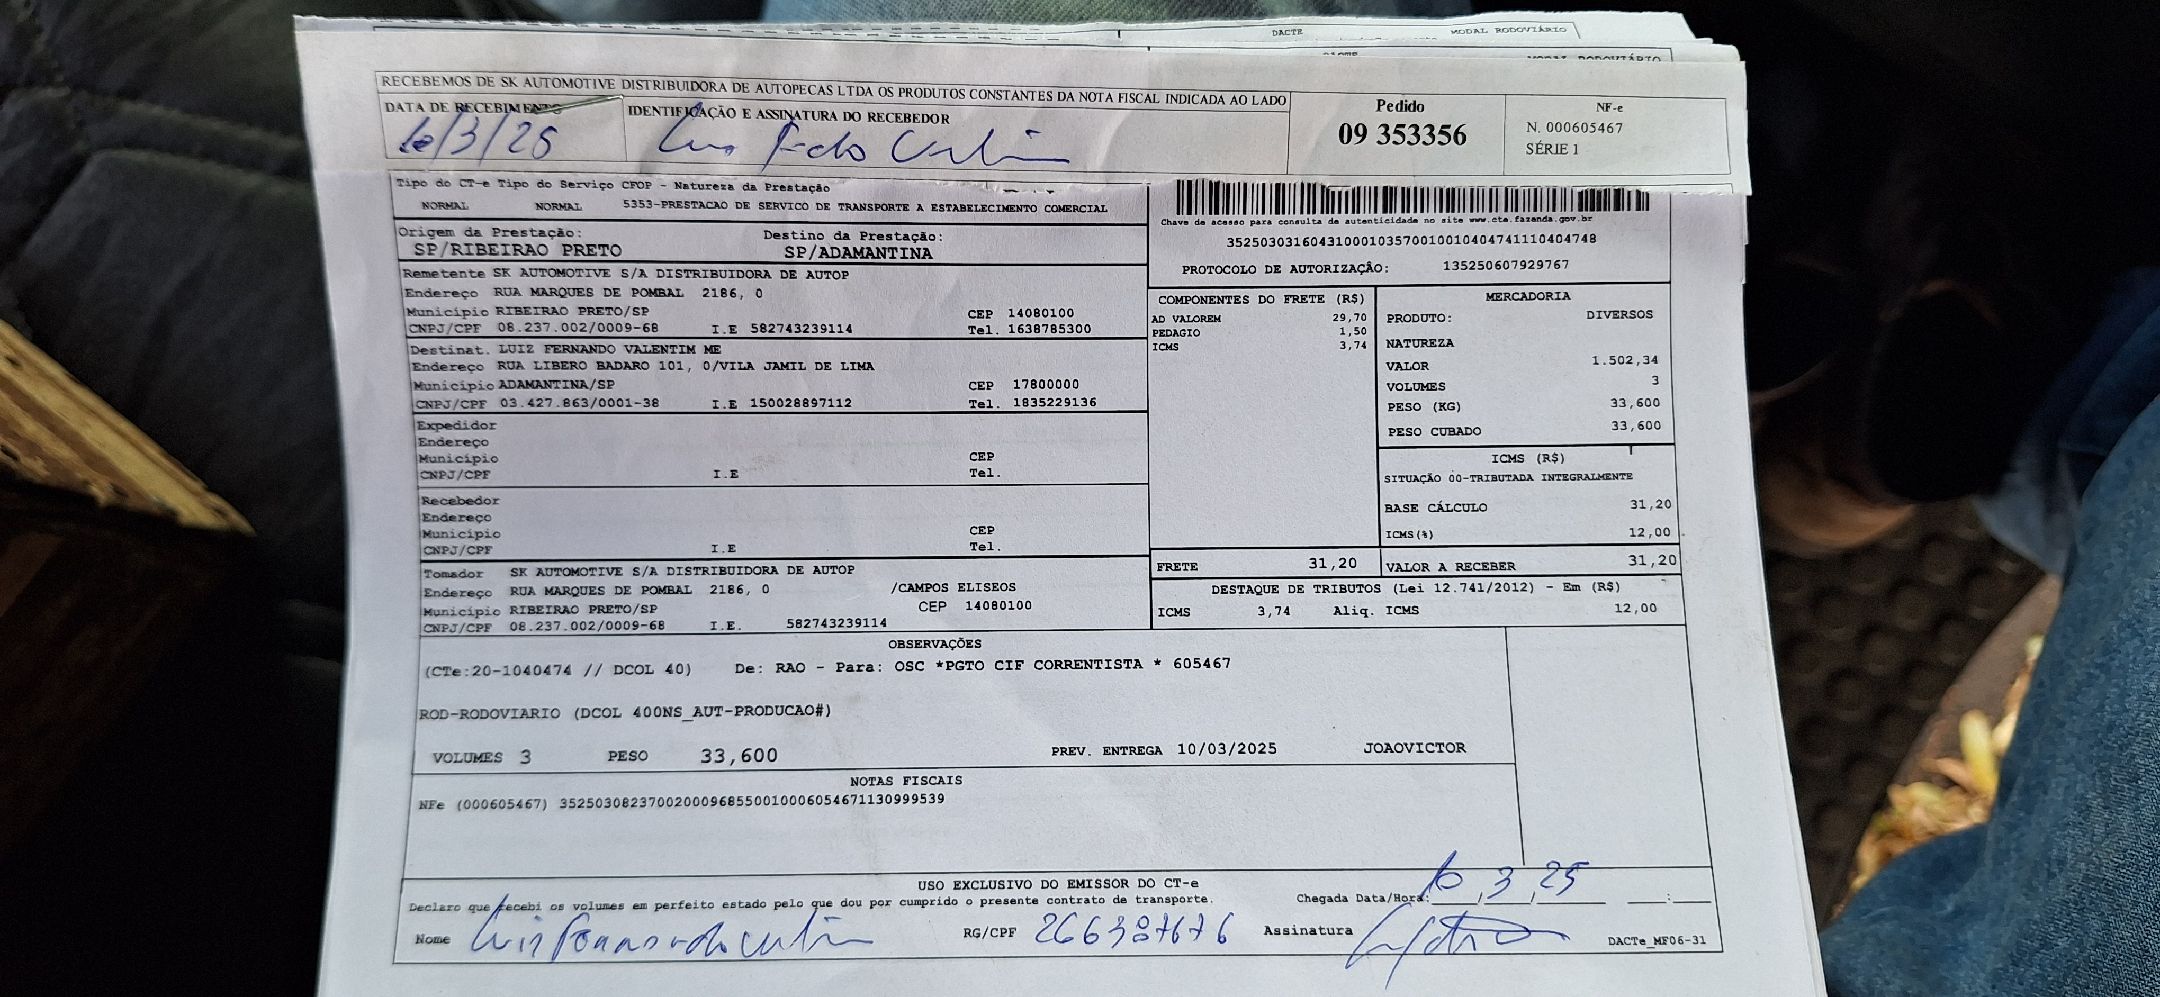 DACTE MODAL RODOVIÁRIO
MODAL RODOVIÁRIO
RECEBEMOS DE SK AUTOMOTIVE DISTRIBUIDORA DE AUTOPECAS LTDA OS PRODUTOS CONSTANTES DA NOTA FISCAL INDICADA AO LADO
DATA DE RECEBIMENTO IDENTIFICAÇÃO E ASSINATURA DO RECEBEDOR
10/3/25
Pedido
09 353356
NF-e
N. 000605467
SÉRIE 1
Tipo do CT-e Tipo do Serviço CFOP - Natureza da Prestação
NORMAL NORMAL 5353-PRESTACAO DE SERVICO DE TRANSPORTE A ESTABELECIMENTO COMERCIAL
Origem da Prestação: Destino da Prestação:
SP/RIBEIRAO PRETO SP/ADAMANTINA
Remetente SK AUTOMOTIVE S/A DISTRIBUIDORA DE AUTOP
Endereço RUA MARQUES DE POMBAL 2186, 0
Município RIBEIRAO PRETO/SP CEP 14080100
CNPJ/CPF 08.237.002/0009-68 I.E 582743239114 Tel. 1638785300
Destinat. LUIZ FERNANDO VALENTIM ME
Endereço RUA LIBERO BADARO 101, 0/VILA JAMIL DE LIMA
Município ADAMANTINA/SP CEP 17800000
CNPJ/CPF 03.427.863/0001-38 I.E 150028897112 Tel. 1835229136
Expedidor
Endereço
Município CEP
CNPJ/CPF I.E Tel.
Recebedor
Endereço
Município CEP
CNPJ/CPF I.E Tel.
Tomador SK AUTOMOTIVE S/A DISTRIBUIDORA DE AUTOP
Endereço RUA MARQUES DE POMBAL 2186, 0 /CAMPOS ELISEOS
Município RIBEIRAO PRETO/SP CEP 14080100
CNPJ/CPF 08.237.002/0009-68 I.E. 582743239114
Chave de acesso para consulta de autenticidade no site www.cte.fazenda.gov.br
35250303160431000103570010010404741110404748
PROTOCOLO DE AUTORIZAÇÃO: 135250607929767
COMPONENTES DO FRETE (R$)
AD VALOREM 29,70
PEDAGIO 1,50
ICMS 3,74
MERCADORIA
PRODUTO: DIVERSOS
NATUREZA
VALOR 1.502,34
VOLUMES 3
PESO (KG) 33,600
PESO CUBADO 33,600
ICMS (R$)
SITUAÇÃO 00-TRIBUTADA INTEGRALMENTE
BASE CÁLCULO 31,20
ICMS(%) 12,00
FRETE 31,20 VALOR A RECEBER 31,20
DESTAQUE DE TRIBUTOS (Lei 12.741/2012) - Em (R$)
ICMS 3,74 Aliq. ICMS 12,00
OBSERVAÇÕES
(CTe:20-1040474 // DCOL 40) De: RAO - Para: OSC *PGTO CIF CORRENTISTA * 605467
ROD-RODOVIARIO (DCOL 400NS_AUT-PRODUCAO#)
VOLUMES 3 PESO 33,600 PREV. ENTREGA 10/03/2025 JOAOVICTOR
NOTAS FISCAIS
NFe (000605467) 35250308237002000968550010006054671130999539
USO EXCLUSIVO DO EMISSOR DO CT-e
Declaro que recebi os volumes em perfeito estado pelo que dou por cumprido o presente contrato de transporte. Chegada Data/Hora: 10/3/25 :
Nome RG/CPF 266387676 Assinatura DACTe_MF06-31